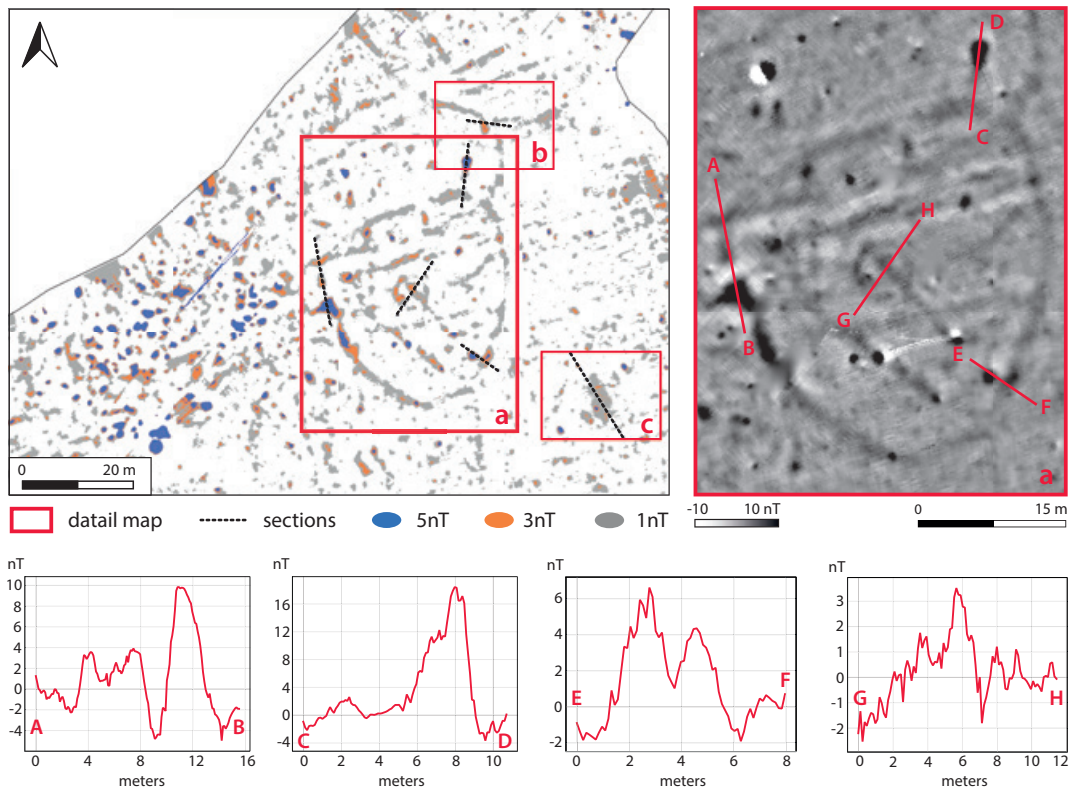 b
a
c
0 20 m
datail map sections 5nT 3nT 1nT
D
C
A
H
G
B
E
F
a
-10 10 nT 0 15 m
nT
10
8
6
4
2
0
-2
-4
A B
0 4 8 12 16
meters
nT
16
12
8
4
0
-4
C D
0 2 4 6 8 10
meters
nT
6
4
2
0
-2
E F
0 2 4 6 8
meters
nT
3
2
1
0
-1
-2
G H
0 2 4 6 8 10 12
meters